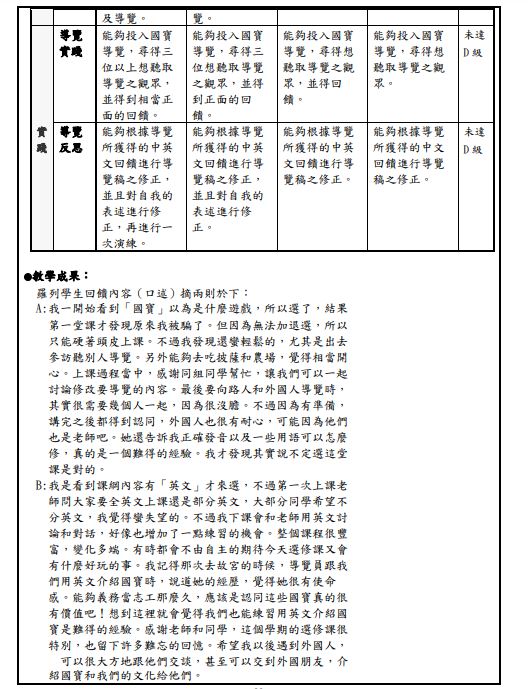 及導覽。
覽。
導覽
實踐
能夠投入國寶
導覽，尋得三
位以上想聽取
導覽之觀眾，
並得到相當正
面的回饋。
能夠投入國寶
導覽，尋得三
位想聽取導覽
之觀眾，並得
到正面的回
饋。
能夠投入國寶
導覽，尋得想
聽取導覽之觀
眾，並得回
饋。
能夠投入國寶
導覽，尋得想
聽取導覽之觀
眾。
未達
D 級
實
踐
導覽
反思
能夠根據導覽
所獲得的中英
文回饋進行導
覽稿之修正，
並且對自我的
表述進行修
正，再進行一
次演練。
能夠根據導覽
所獲得的中英
文回饋進行導
覽稿之修正，
並且對自我的
表述進行修
正。
能夠根據導覽
所獲得的中英
文回饋進行導
覽稿之修正。
能夠根據導覽
所獲得的中文
回饋進行導覽
稿之修正。
未達
D 級
●教學成果：
羅列學生回饋內容（口述）摘兩則於下：
A:我一開始看到「國寶」以為是什麼遊戲，所以選了，結果
第一堂課才發現原來我被騙了。但因為無法加退選，所以
只能硬著頭皮上課。不過我發現還蠻輕鬆的，尤其是出去
參訪聽別人導覽。另外能夠去吃披薩和農場，覺得相當開
心。上課過程當中，感謝同組同學幫忙，讓我們可以一起
討論修改要導覽的內容。最後要向路人和外國人導覽時，
其實很需要幾個人一起，因為很沒膽。不過因為有準備，
講完之後都得到認同，外國人也很有耐心，可能因為他們
也是老師吧。她還告訴我正確發音以及一些用語可以怎麼
修，真的是一個難得的經驗。我才發現其實說不定選這堂
課是對的。
B:我是看到課綱內容有「英文」才來選，不過第一次上課老
師問大家要全英文上課還是部分英文，大部分同學希望不
分英文，我覺得蠻失望的。不過我下課會和老師用英文討
論和對話，好像也增加了一點練習的機會。整個課程很豐
富，變化多端。有時都會不由自主的期待今天選修課又會
有什麼好玩的事。我記得那次去故宮的時候，導覽員跟我
們用英文介紹國寶時，說道她的經歷，覺得她很有使命
感。能夠義務當志工那麼久，應該是認同這些國寶真的很
有價值吧！想到這裡就會覺得我們也能練習用英文介紹國
寶是難得的經驗。感謝老師和同學，這個學期的選修課很
特別，也留下許多難忘的回憶。希望我以後遇到外國人，
可以很大方地跟他們交談，甚至可以交到外國朋友，介
紹國寶和我們的文化給他們。